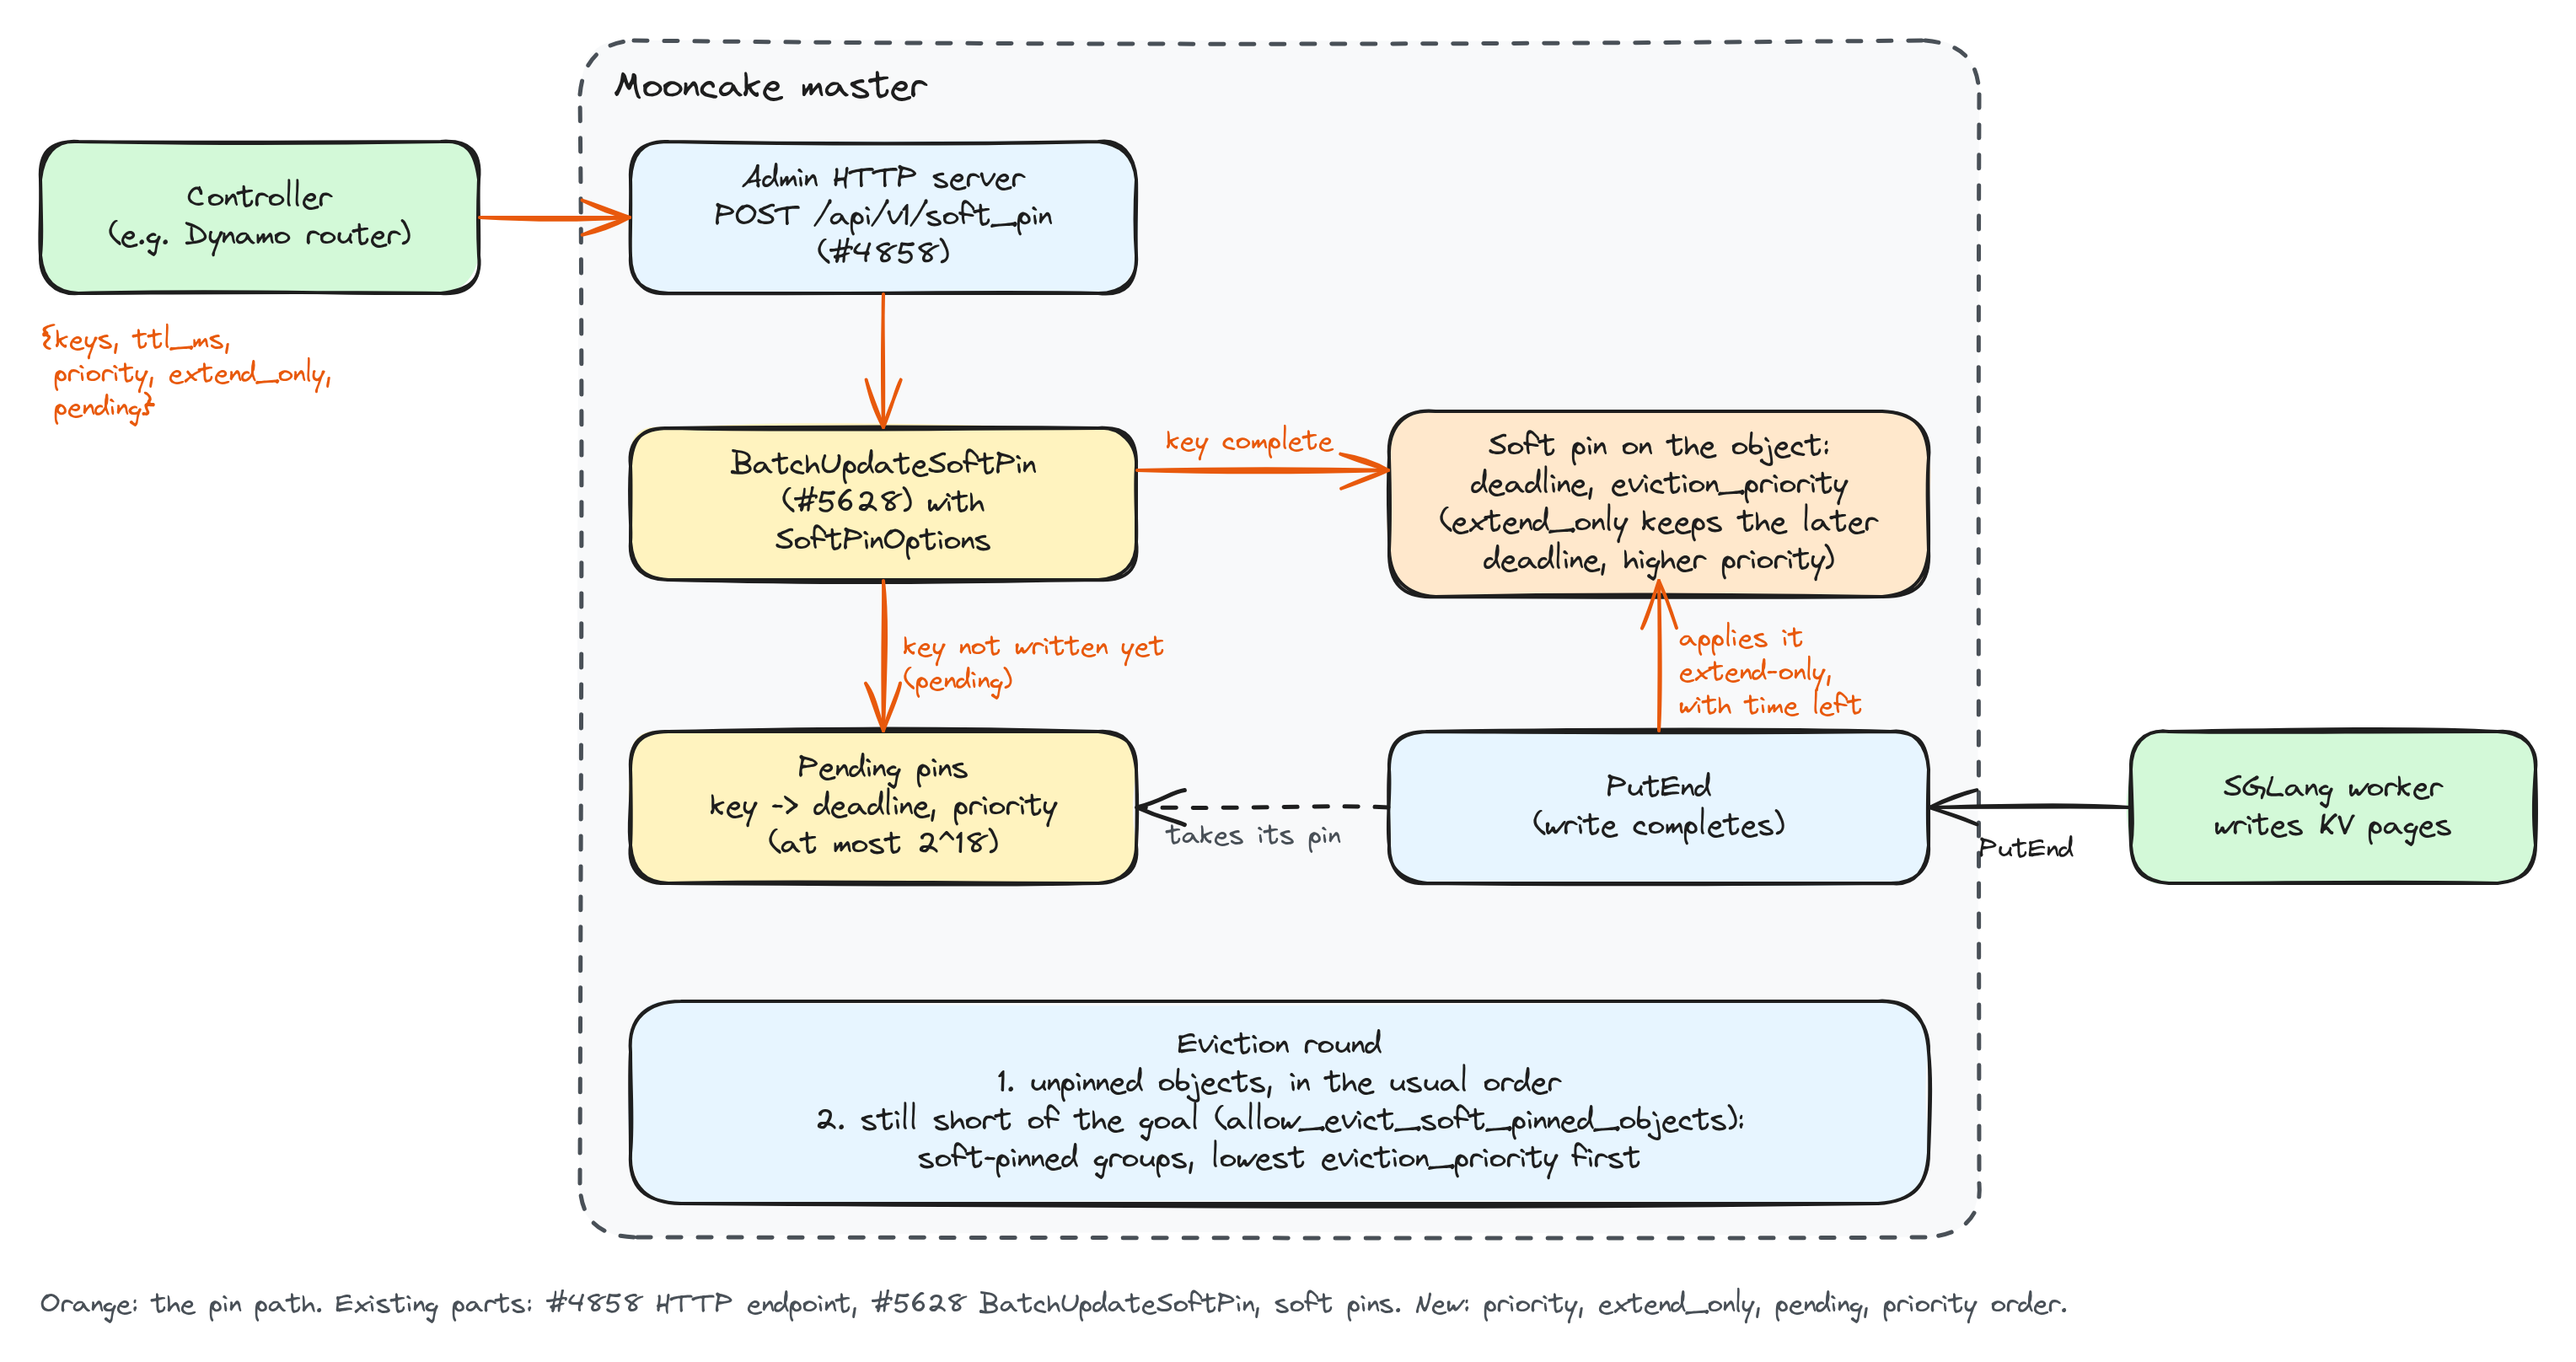 Mooncake master
Controller
(e.g. Dynamo router)
Admin HTTP server
POST /api/v1/soft_pin
(#4858)
{keys, ttl_ms,
priority, extend_only,
pending}
BatchUpdateSoftPin
(#5628) with
SoftPinOptions
key complete
Soft pin on the object:
deadline, eviction_priority
(extend_only keeps the later
deadline, higher priority)
key not written yet
(pending)
applies it
extend-only,
with time left
Pending pins
key -> deadline, priority
(at most 2^18)
takes its pin
PutEnd
(write completes)
PutEnd
SGLang worker
writes KV pages
Eviction round
1. unpinned objects, in the usual order
2. still short of the goal (allow_evict_soft_pinned_objects):
soft-pinned groups, lowest eviction_priority first
Orange: the pin path. Existing parts: #4858 HTTP endpoint, #5628 BatchUpdateSoftPin, soft pins. New: priority, extend_only, pending, priority order.